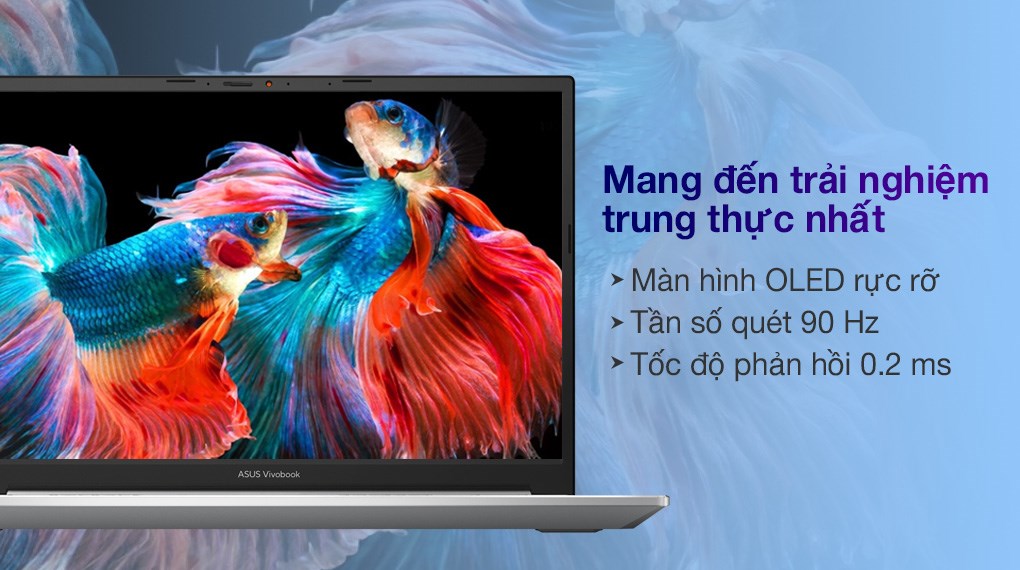 Mang đến trải nghiệm
trung thực nhất
➤ Màn hình OLED rực rỡ
➤ Tần số quét 90 Hz
➤ Tốc độ phản hồi 0.2 ms
ASUS Vivobook